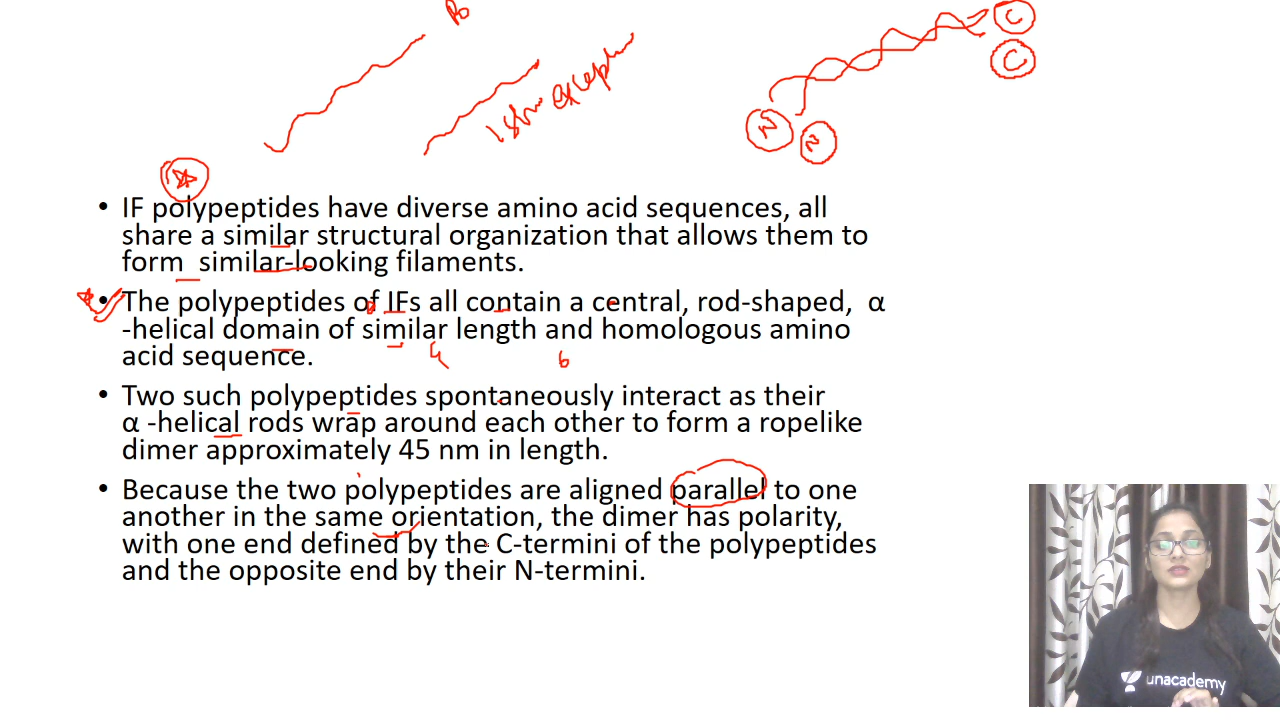 C
C
N
N
• IF polypeptides have diverse amino acid sequences, all
share a similar structural organization that allows them to
form similar-looking filaments.
• The polypeptides of IFs all contain a central, rod-shaped, α
-helical domain of similar length and homologous amino
acid sequence.
• Two such polypeptides spontaneously interact as their
α -helical rods wrap around each other to form a ropelike
dimer approximately 45 nm in length.
• Because the two polypeptides are aligned parallel to one
another in the same orientation, the dimer has polarity,
with one end defined by the C-termini of the polypeptides
and the opposite end by their N-termini.
unacademy